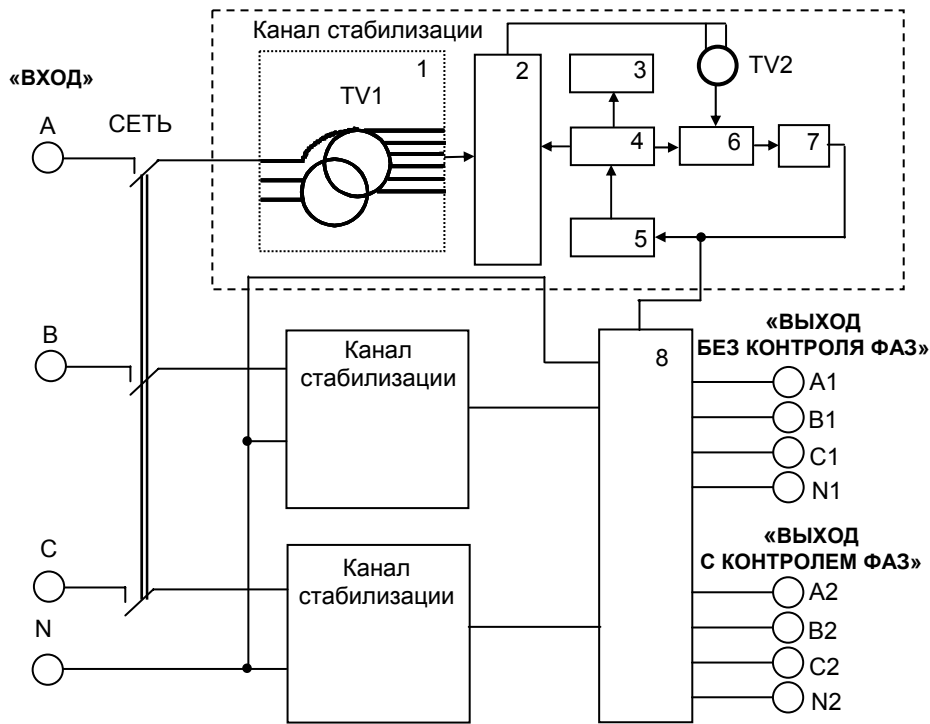 Канал стабилизации
1
2
3
TV2
«ВХОД»
TV1
A
СЕТЬ
4
6
7
5
«ВЫХОД
БЕЗ КОНТРОЛЯ ФАЗ»
B
Канал
стабилизации
8
A1
B1
C1
N1
«ВЫХОД
С КОНТРОЛЕМ ФАЗ»
C
Канал
стабилизации
A2
N
B2
C2
N2